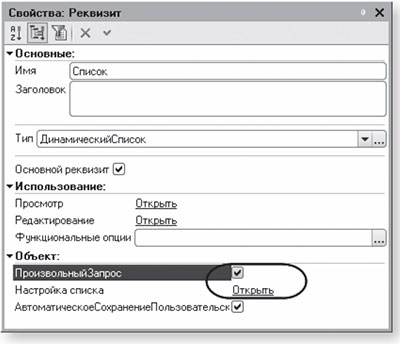 Свойства: Реквизит
Основные:
Имя Список
Заголовок
Тип ДинамическийСписок
Основной реквизит
Использование:
Просмотр Открыть
Редактирование Открыть
Функциональные опции
Объект:
ПроизвольныйЗапрос
Настройка списка Открыть
АвтоматическоеСохранениеПользовательск